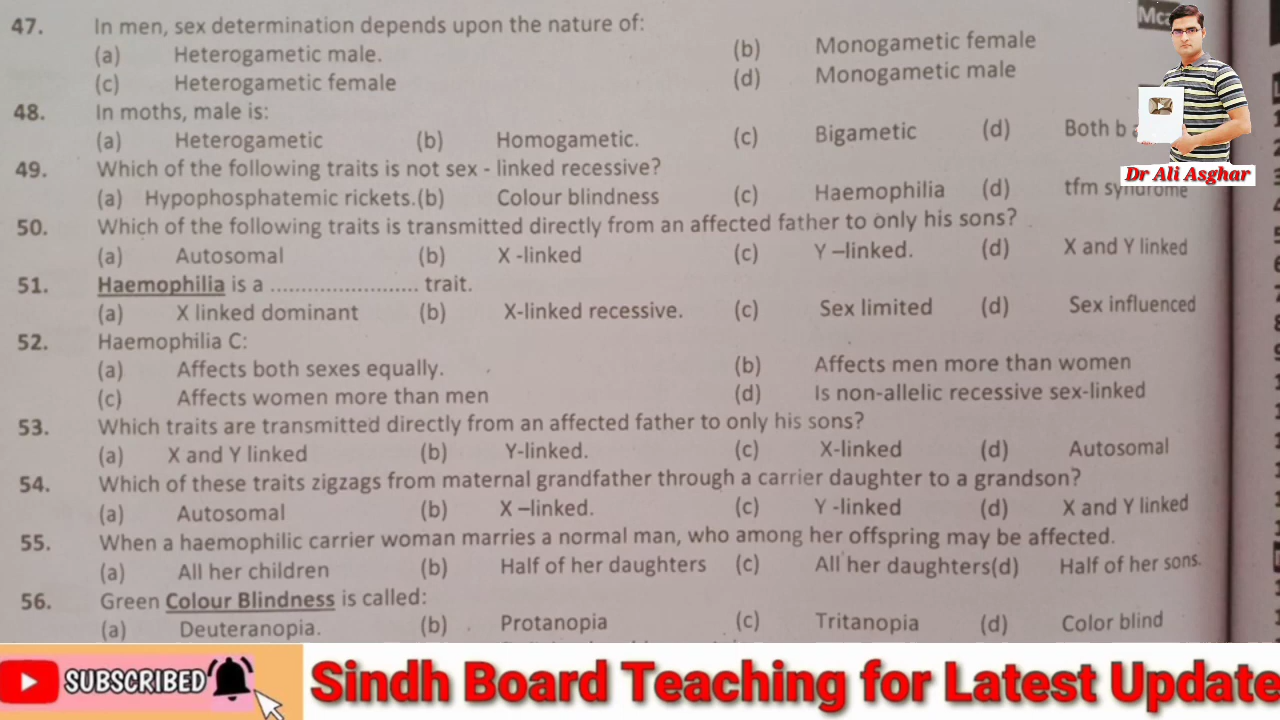 47. In men, sex determination depends upon the nature of:
(a) Heterogametic male. (b) Monogametic female
(c) Heterogametic female (d) Monogametic male
48. In moths, male is:
(a) Heterogametic (b) Homogametic. (c) Bigametic (d) Both b
49. Which of the following traits is not sex - linked recessive?
(a) Hypophosphatemic rickets. (b) Colour blindness (c) Haemophilia (d) tfm syndrome
50. Which of the following traits is transmitted directly from an affected father to only his sons?
(a) Autosomal (b) X -linked (c) Y –linked. (d) X and Y linked
51. Haemophilia is a ........................ trait.
(a) X linked dominant (b) X-linked recessive. (c) Sex limited (d) Sex influenced
52. Haemophilia C:
(a) Affects both sexes equally. (b) Affects men more than women
(c) Affects women more than men (d) Is non-allelic recessive sex-linked
53. Which traits are transmitted directly from an affected father to only his sons?
(a) X and Y linked (b) Y-linked. (c) X-linked (d) Autosomal
54. Which of these traits zigzags from maternal grandfather through a carrier daughter to a grandson?
(a) Autosomal (b) X –linked. (c) Y -linked (d) X and Y linked
55. When a haemophilic carrier woman marries a normal man, who among her offspring may be affected.
(a) All her children (b) Half of her daughters (c) All her daughters (d) Half of her sons.
56. Green Colour Blindness is called:
(a) Deuteranopia. (b) Protanopia (c) Tritanopia (d) Color blind
Dr Ali Asghar
SUBSCRIBED
Sindh Board Teaching for Latest Update